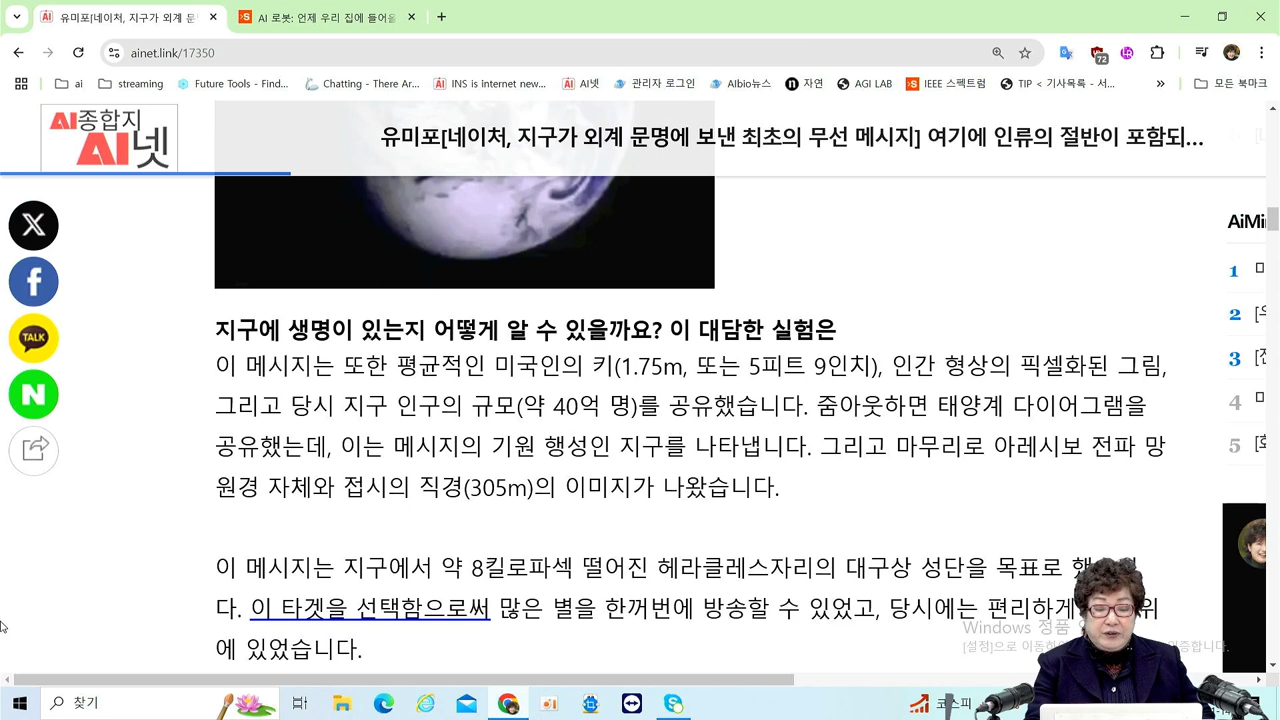 유미포[네이처, 지구가 외계 문
AI 로봇: 언제 우리 집에 들어올
ainet.link/17350
72
ai
streaming
Future Tools - Find...
Chatting - There Ar...
INS is internet new...
AI넷
관리자 로그인
AIbio뉴스
자연
AGI LAB
IEEE 스펙트럼
TIP < 기사목록 - 서...
모든 북마크
AI종합지
AI넷
유미포[네이처, 지구가 외계 문명에 보낸 최초의 무선 메시지] 여기에 인류의 절반이 포함되...
TALK
N
AiMi
1
2
3
4
5
지구에 생명이 있는지 어떻게 알 수 있을까요? 이 대담한 실험은
이 메시지는 또한 평균적인 미국인의 키(1.75m, 또는 5피트 9인치), 인간 형상의 픽셀화된 그림,
그리고 당시 지구 인구의 규모(약 40억 명)를 공유했습니다. 줌아웃하면 태양계 다이어그램을
공유했는데, 이는 메시지의 기원 행성인 지구를 나타냅니다. 그리고 마무리로 아레시보 전파 망
원경 자체와 접시의 직경(305m)의 이미지가 나왔습니다.
이 메시지는 지구에서 약 8킬로파섹 떨어진 헤라클레스자리의 대구상 성단을 목표로
다. 이 타겟을 선택함으로써 많은 별을 한꺼번에 방송할 수 있었고, 당시에는 편리하게 위
에 있었습니다.
Windows 정품
[설정]으로 인증합니다.
찾기
코스피